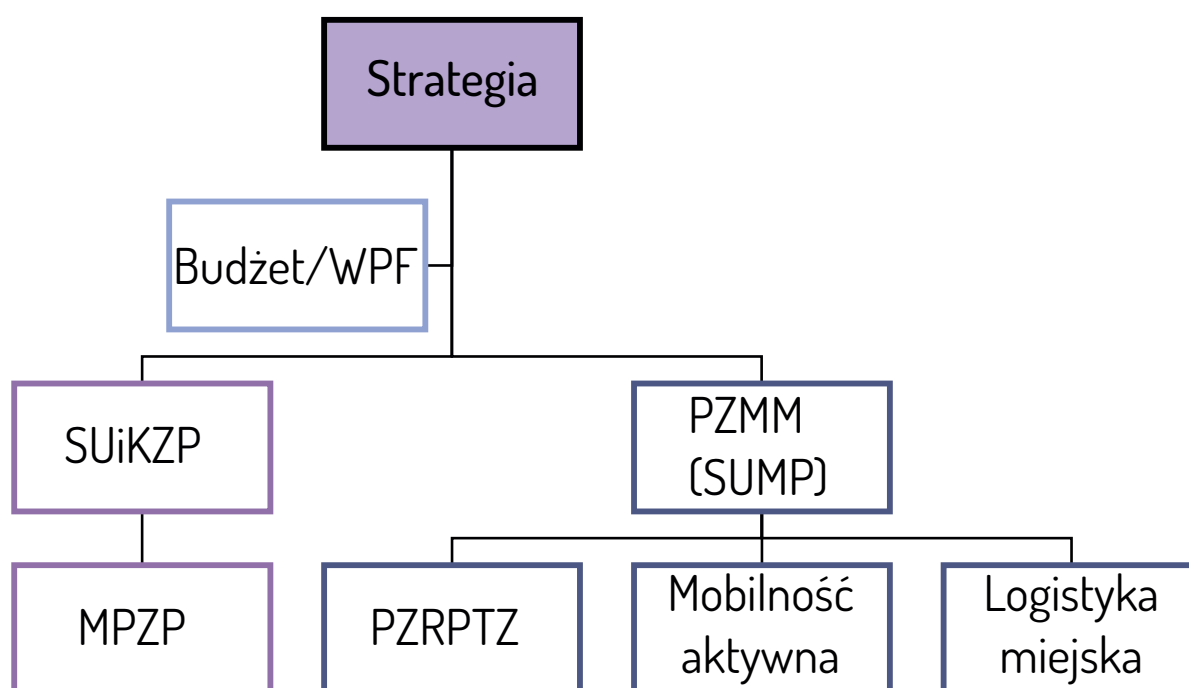 Strategia
Budżet/WPF
SUiKZP
PZMM
(SUMP)
MPZP
PZRPTZ
Mobilność
aktywna
Logistyka
miejska